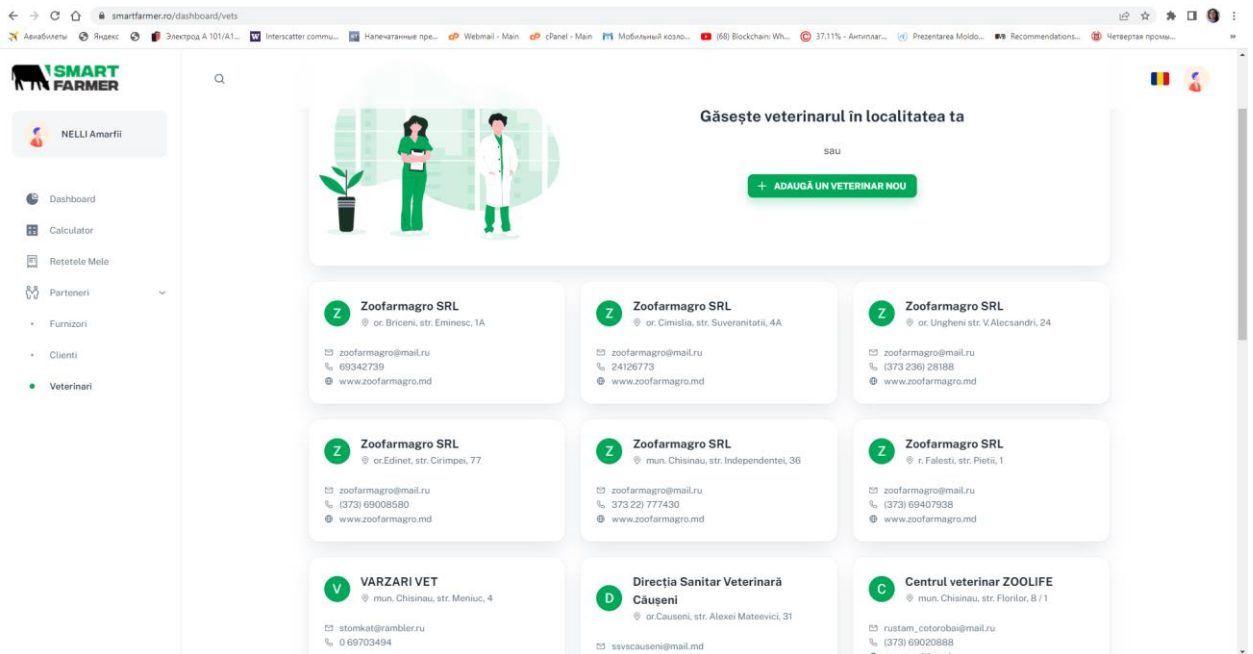 smartfarmer.ro/dashboard/vets
Авиабилеты
Яндекс
Электрод А 101/А1...
Interscatter commu...
Напечатанные пре...
Webmail - Main
cPanel - Main
Мобильный козло...
(68) Blockchain: Wh...
37.11% - Антиплаг...
Prezentarea Moldo...
Recommendations...
Четвертая промы...
SMART
FARMER
NELLI Amarfii
Dashboard
Calculator
Rețetele Mele
Parteneri
Furnizori
Clienti
Veterinari
Găsește veterinarul în localitatea ta
sau
+ ADAUGĂ UN VETERINAR NOU
Z
Zoofarmagro SRL
or. Briceni, str. Eminesc, 1A
zoofarmagro@mail.ru
69342739
www.zoofarmagro.md
Z
Zoofarmagro SRL
or. Cimislia, str. Suveranitatii, 4A
zoofarmagro@mail.ru
24126773
www.zoofarmagro.md
Z
Zoofarmagro SRL
or. Ungheni str. V.Alecsandri, 24
zoofarmagro@mail.ru
(373 236) 28188
www.zoofarmagro.md
Z
Zoofarmagro SRL
or.Edinet, str. Cirimpei, 77
zoofarmagro@mail.ru
(373) 69008580
www.zoofarmagro.md
Z
Zoofarmagro SRL
mun. Chisinau, str. Independentei, 36
zoofarmagro@mail.ru
373 22) 777430
www.zoofarmagro.md
Z
Zoofarmagro SRL
r. Falesti, str. Pietii, 1
zoofarmagro@mail.ru
(373) 69407938
www.zoofarmagro.md
V
VARZARI VET
mun. Chisinau, str. Meniuc, 4
stomkat@rambler.ru
0 69703494
D
Direcția Sanitar Veterinară
Căușeni
or.Causeni, str. Alexei Mateevici, 31
ssvscauseni@mail.md
C
Centrul veterinar ZOOLIFE
mun. Chisinau, str. Florilor, 8 / 1
rustam_cotorobai@mail.ru
(373) 69020888